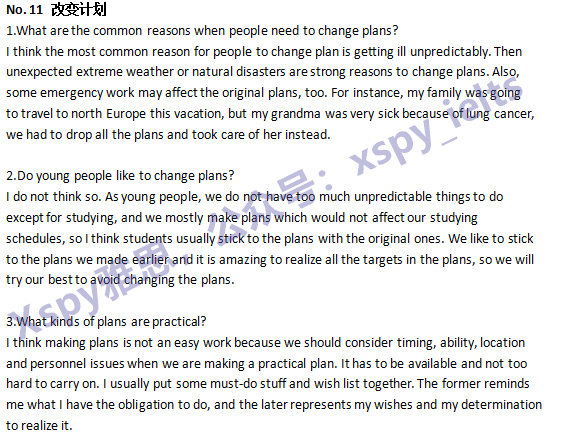 No. 11 改变计划
1.What are the common reasons when people need to change plans?
I think the most common reason for people to change plan is getting ill unpredictably. Then
unexpected extreme weather or natural disasters are strong reasons to change plans. Also,
some emergency work may affect the original plans, too. For instance, my family was going
to travel to north Europe this vacation, but my grandma was very sick because of lung cancer,
we had to drop all the plans and took care of her instead.
2.Do young people like to change plans?
I do not think so. As young people, we do not have too much unpredictable things to do
except for studying, and we mostly make plans which would not affect our studying
schedules, so I think students usually stick to the plans with the original ones. We like to stick
to the plans we made earlier and it is amazing to realize all the targets in the plans, so we will
try our best to avoid changing the plans.
3.What kinds of plans are practical?
I think making plans is not an easy work because we should consider timing, ability, location
and personnel issues when we are making a practical plan. It has to be available and not too
hard to carry on. I usually put some must-do stuff and wish list together. The former reminds
me what I have the obligation to do, and the later represents my wishes and my determination
to realize it.
Xspy雅思 公众号：xspy_ielts